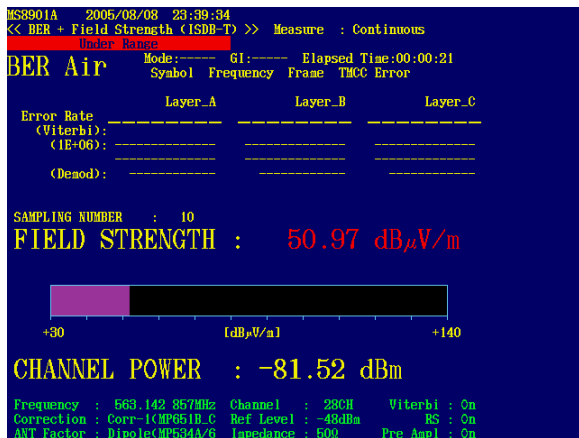 MS8901A 2005/08/08 23:39:34
<< BER + Field Strength (ISDB-T) >> Measure : Continuous
Under Range
BER Air Mode:----- GI:----- Elapsed Time:00:00:21
Symbol Frequency Frame TMCC Error
Layer_A Layer_B Layer_C
Error Rate
(Viterbi):
(1E+06): -------------- -------------- --------------
-------------- -------------- --------------
(Demod): -------------- -------------- --------------
SAMPLING NUMBER : 10
FIELD STRENGTH : 50.97 dBμV/m
+30 [dBμV/m] +140
CHANNEL POWER : -81.52 dBm
Frequency : 563.142 857MHz Channel : 28CH Viterbi : On
Correction : Corr-1(MP651B_C Ref Level : -48dBm RS : On
ANT Factor : Dipole(MP534A/6 Impedance : 50Ω Pre Ampl : On